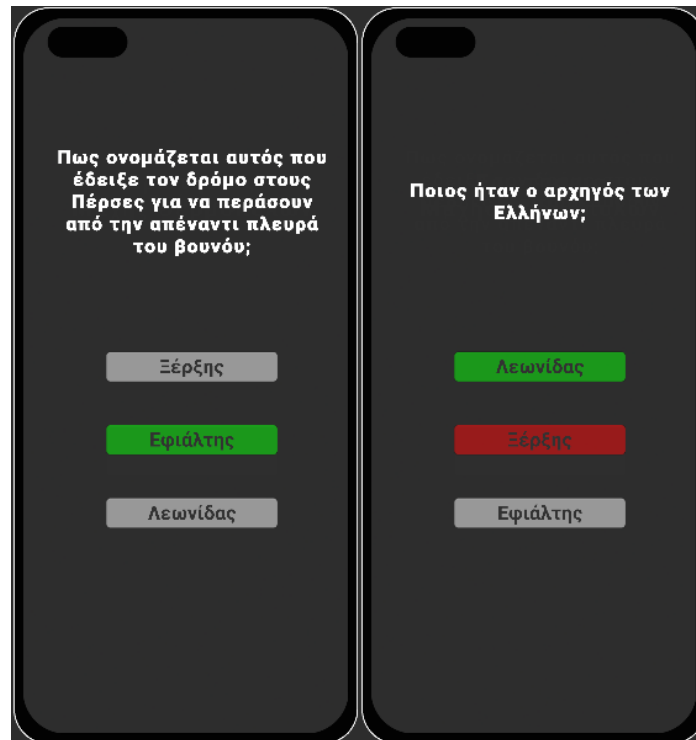 Πως ονομάζεται αυτός που
έδειξε τον δρόμο στους
Πέρσες για να περάσουν
από την απέναντι πλευρά
του βουνόυ;
Ξέρξης
Εφιάλτης
Λεωνίδας
Ποιος ήταν ο αρχηγός των
Ελλήνων;
Λεωνίδας
Ξέρξης
Εφιάλτης